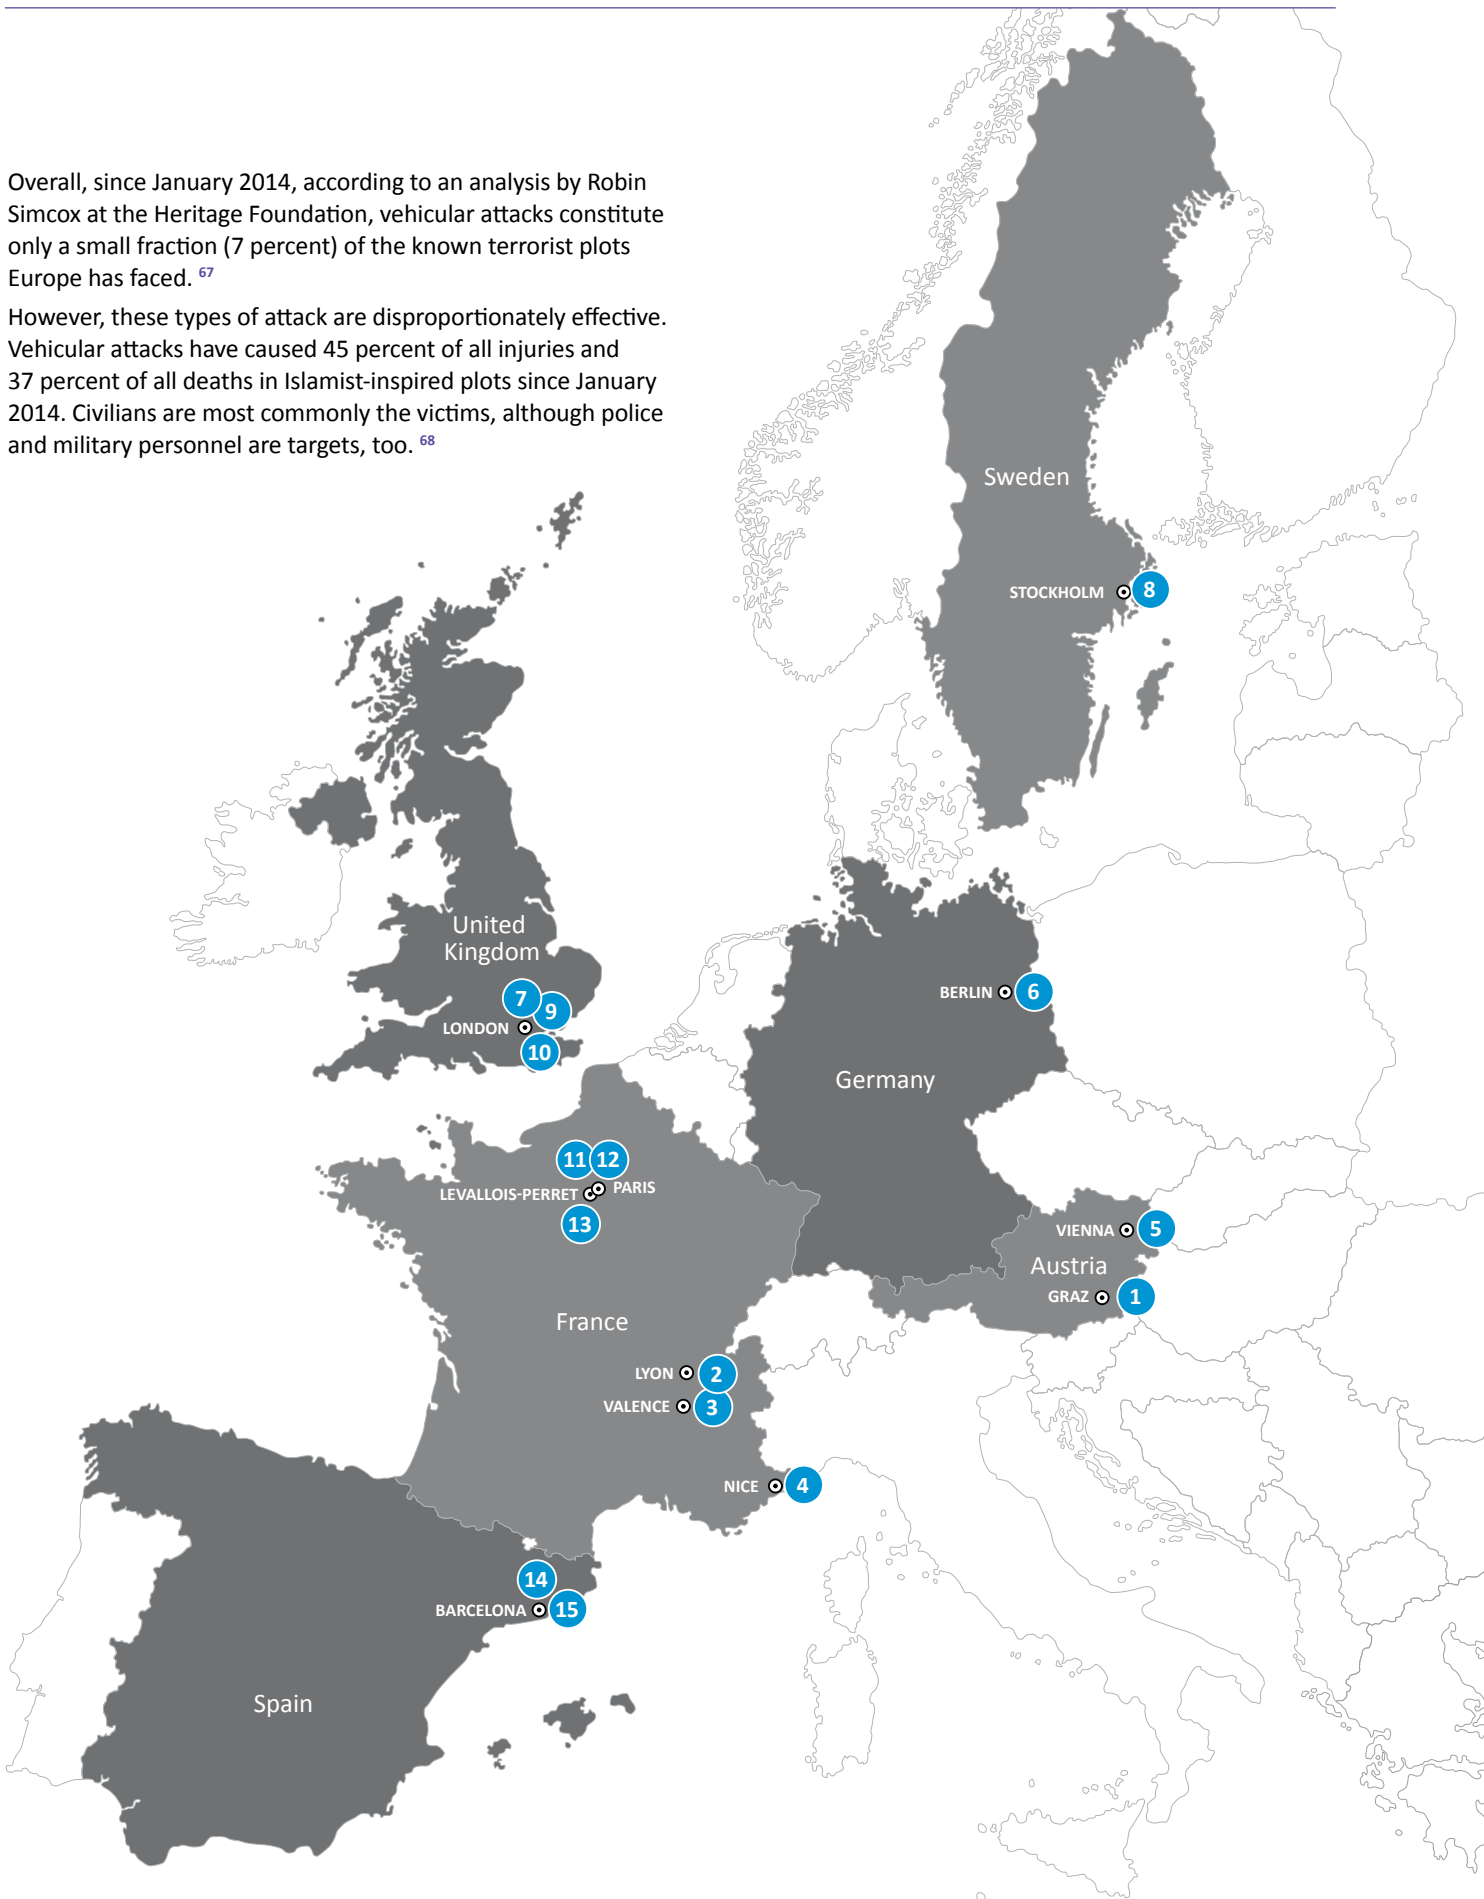 Overall, since January 2014, according to an analysis by Robin
Simcox at the Heritage Foundation, vehicular attacks constitute
only a small fraction (7 percent) of the known terrorist plots
Europe has faced. 67
However, these types of attack are disproportionately effective.
Vehicular attacks have caused 45 percent of all injuries and
37 percent of all deaths in Islamist-inspired plots since January
2014. Civilians are most commonly the victims, although police
and military personnel are targets, too. 68
Sweden
STOCKHOLM 8
United
Kingdom
7
9
LONDON
10
BERLIN 6
Germany
11 12
LEVALLOIS-PERRET PARIS
13
VIENNA 5
Austria
GRAZ 1
France
LYON 2
VALENCE 3
NICE 4
14
BARCELONA 15
Spain